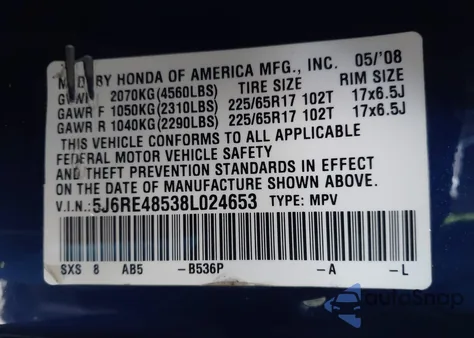 MFD BY HONDA OF AMERICA MFG., INC. 05/'08
GVWR 2070KG(4560LBS) TIRE SIZE RIM SIZE
GAWR F 1050KG(2310LBS) 225/65R17 102T 17x6.5J
GAWR R 1040KG(2290LBS) 225/65R17 102T 17x6.5J
THIS VEHICLE CONFORMS TO ALL APPLICABLE
FEDERAL MOTOR VEHICLE SAFETY
AND THEFT PREVENTION STANDARDS IN EFFECT
ON THE DATE OF MANUFACTURE SHOWN ABOVE.
V.I.N.: 5J6RE48538L024653 TYPE: MPV
SXS 8 AB5 -B536P -A -L
autoSnap